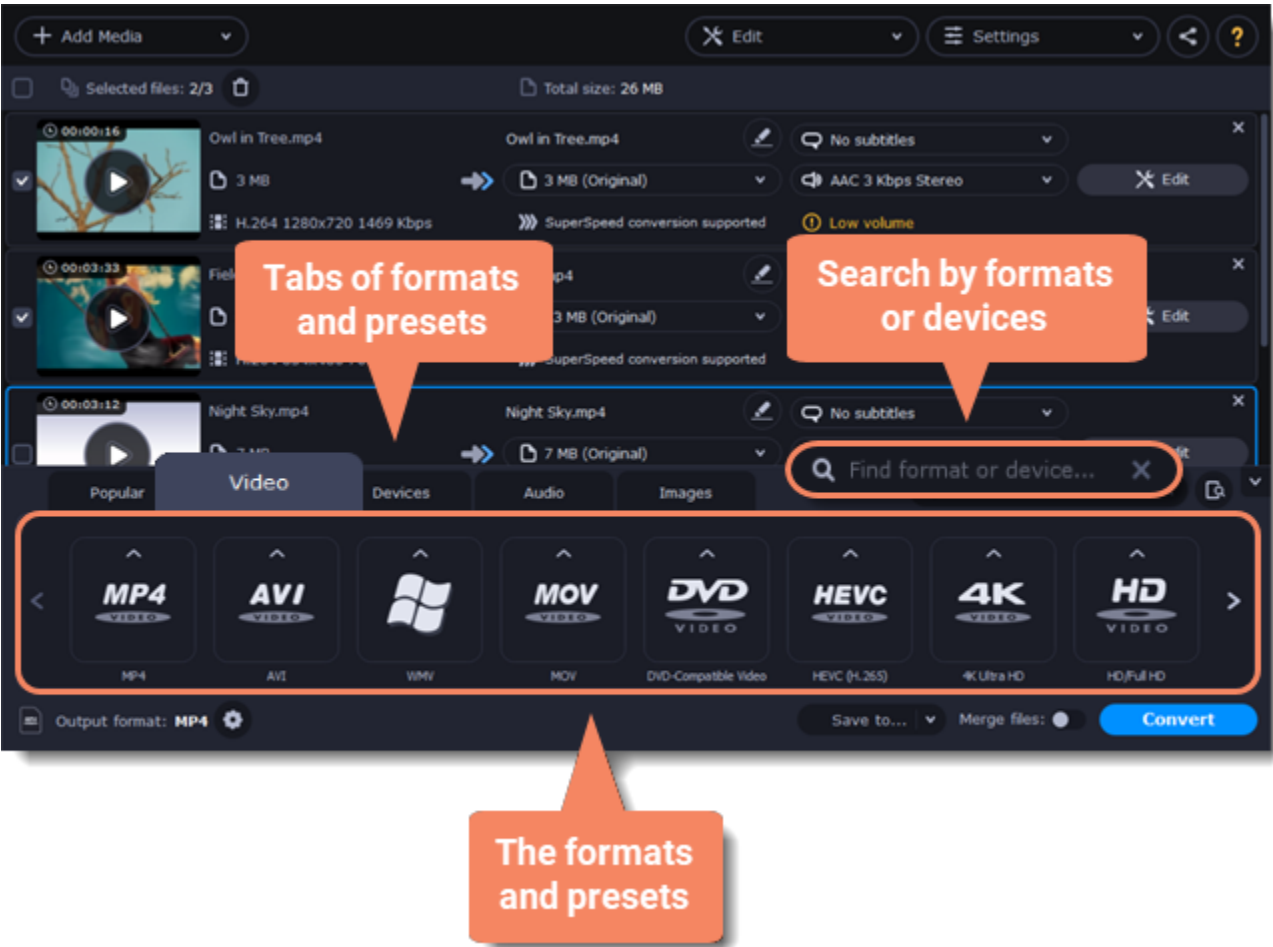 Add Media
Edit
Settings
?
Selected files: 2/3
Total size: 26 MB
00:00:16
Owl in Tree.mp4
Owl in Tree.mp4
No subtitles
3 MB
3 MB (Original)
AAC 3 Kbps Stereo
Edit
H.264 1280x720 1469 Kbps
SuperSpeed conversion supported
Low volume
00:03:33
Tabs of formats
and presets
Search by formats
or devices
3 MB (Original)
Edit
SuperSpeed conversion supported
00:03:12
Night Sky.mp4
Night Sky.mp4
No subtitles
7 MB (Original)
Popular
Video
Devices
Audio
Images
Find format or device...
MP4
VIDEO
AVI
VIDEO
MOV
VIDEO
DVD
VIDEO
HEVC
VIDEO
4K
VIDEO
HD
VIDEO
MP4
AVI
WMV
MOV
DVD-Compatible Video
HEVC (H.265)
4K Ultra HD
HD/Full HD
Output format: MP4
Save to...
Merge files:
Convert
The formats
and presets